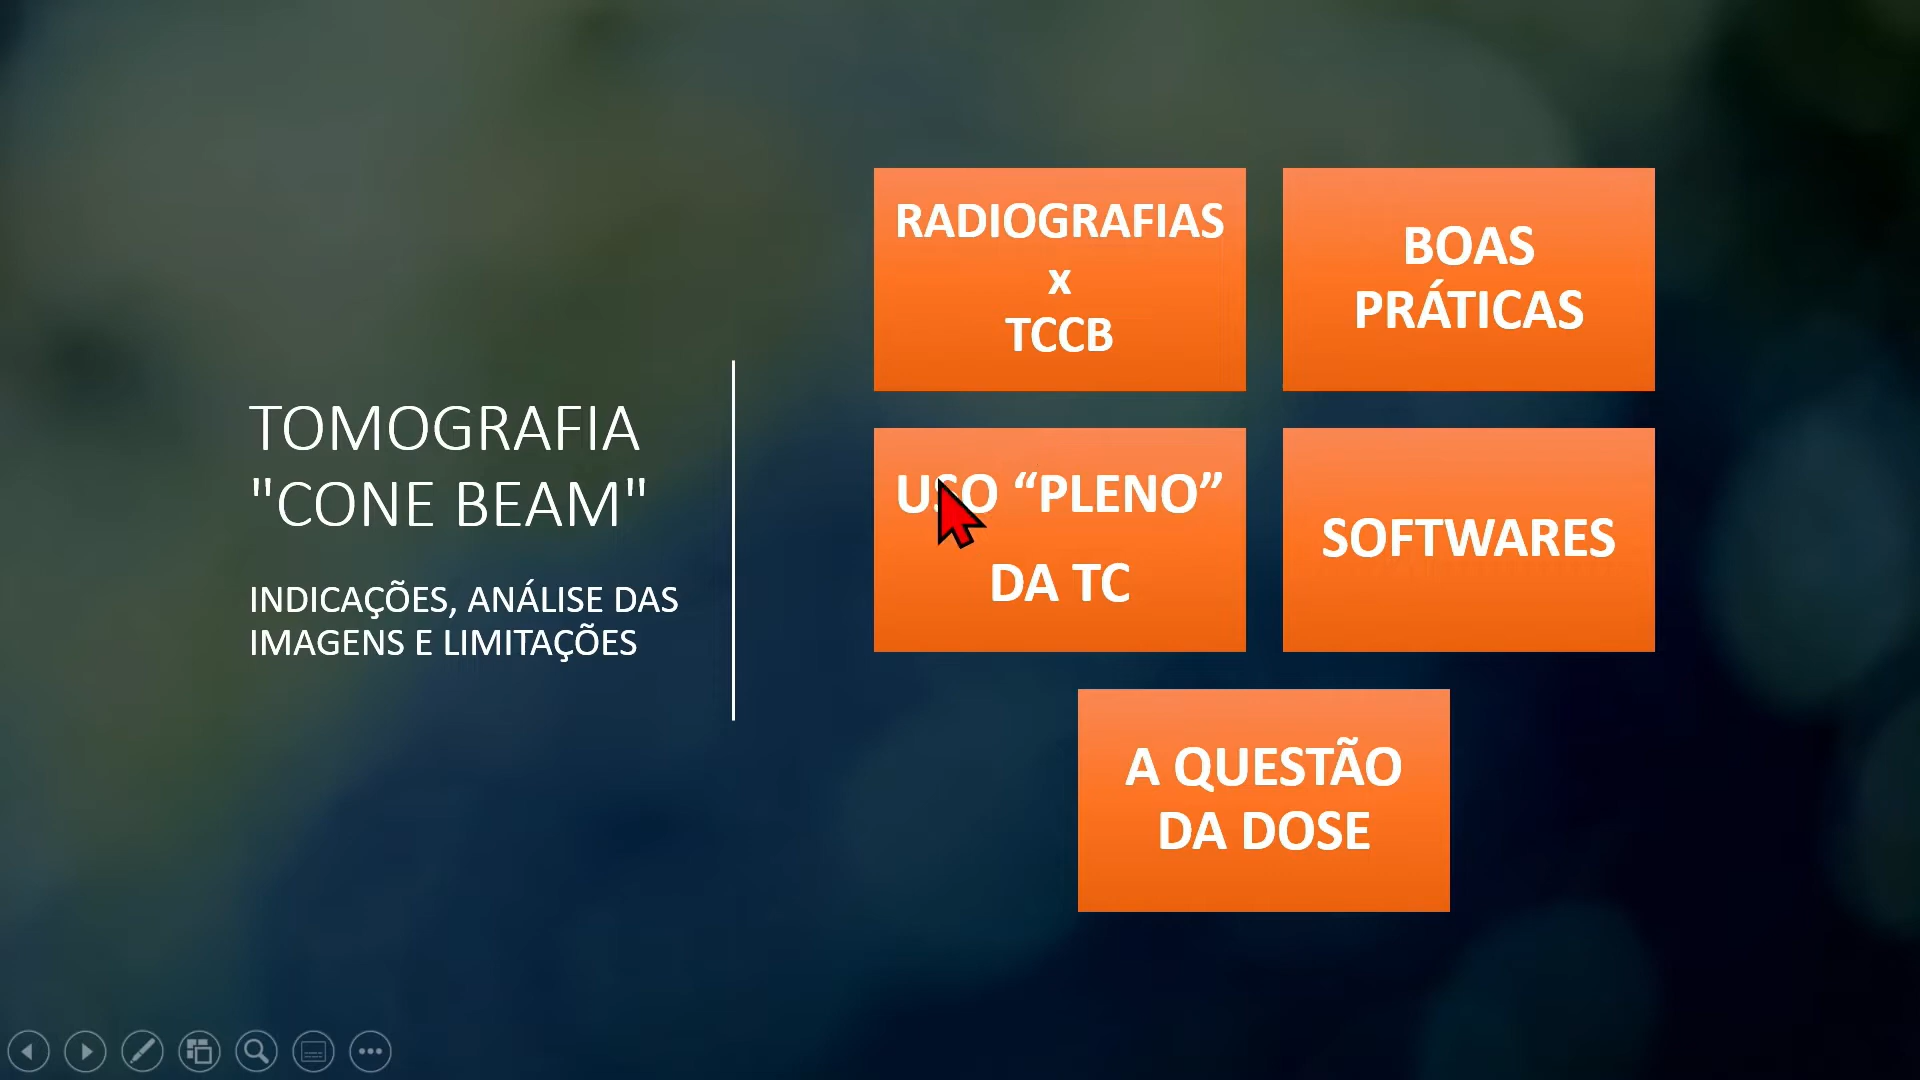 TOMOGRAFIA
"CONE BEAM"
INDICAÇÕES, ANÁLISE DAS
IMAGENS E LIMITAÇÕES
RADIOGRAFIAS
x
TCCB
BOAS
PRÁTICAS
USO “PLENO”
DA TC
SOFTWARES
A QUESTÃO
DA DOSE